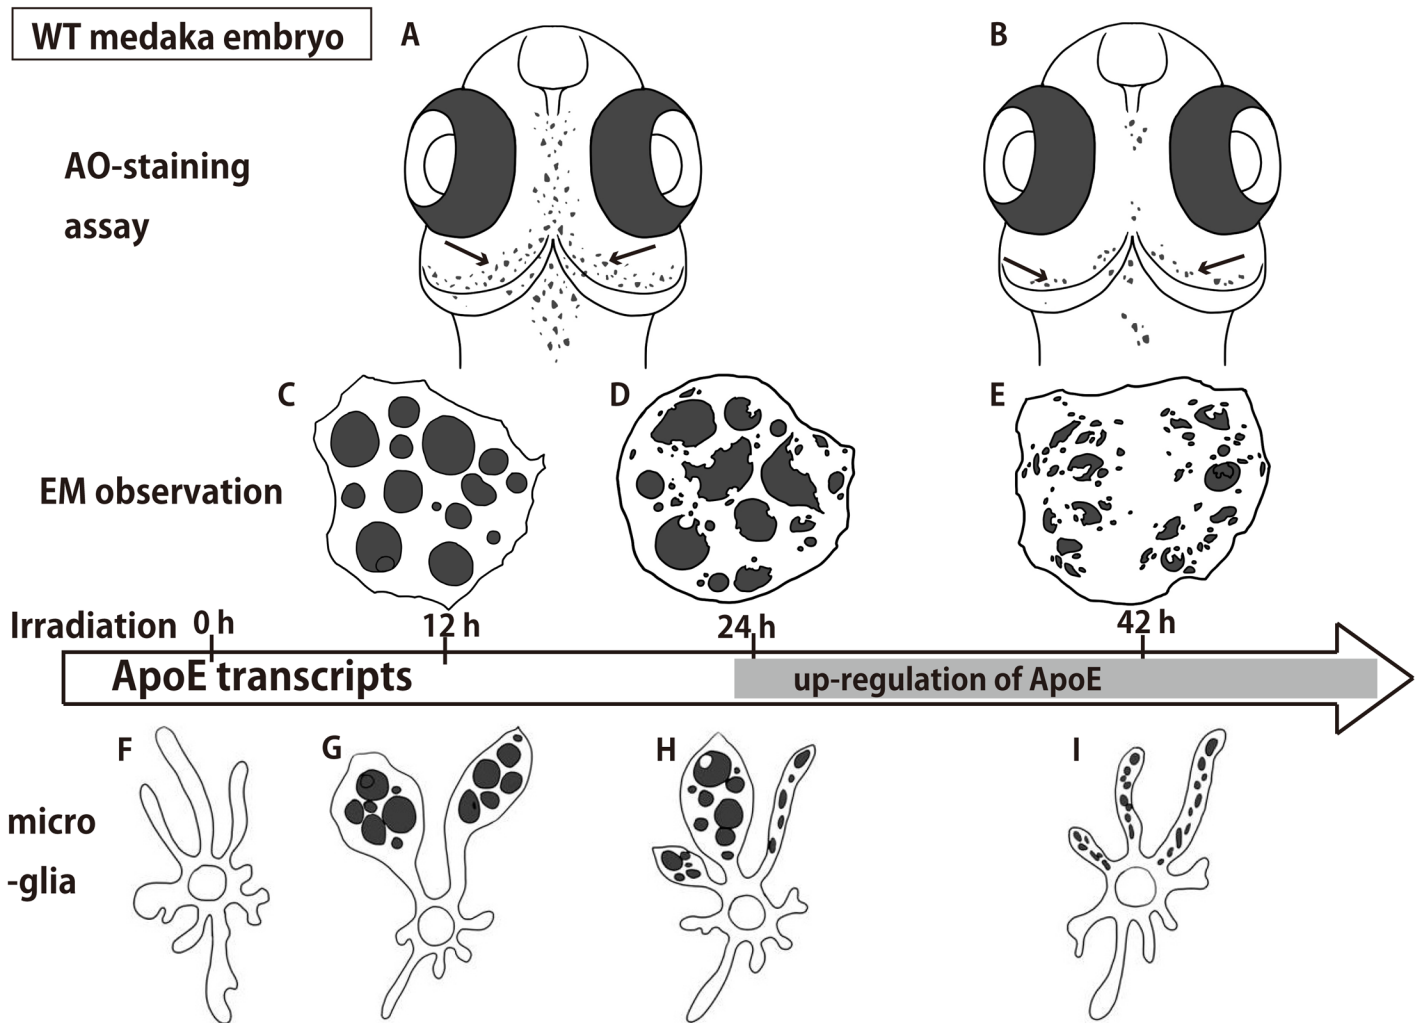 WT medaka embryo
A
B
AO-staining
assay
C
D
E
EM observation
Irradiation 0 h 12 h 24 h 42 h
ApoE transcripts
up-regulation of ApoE
F
G
H
I
micro
-glia